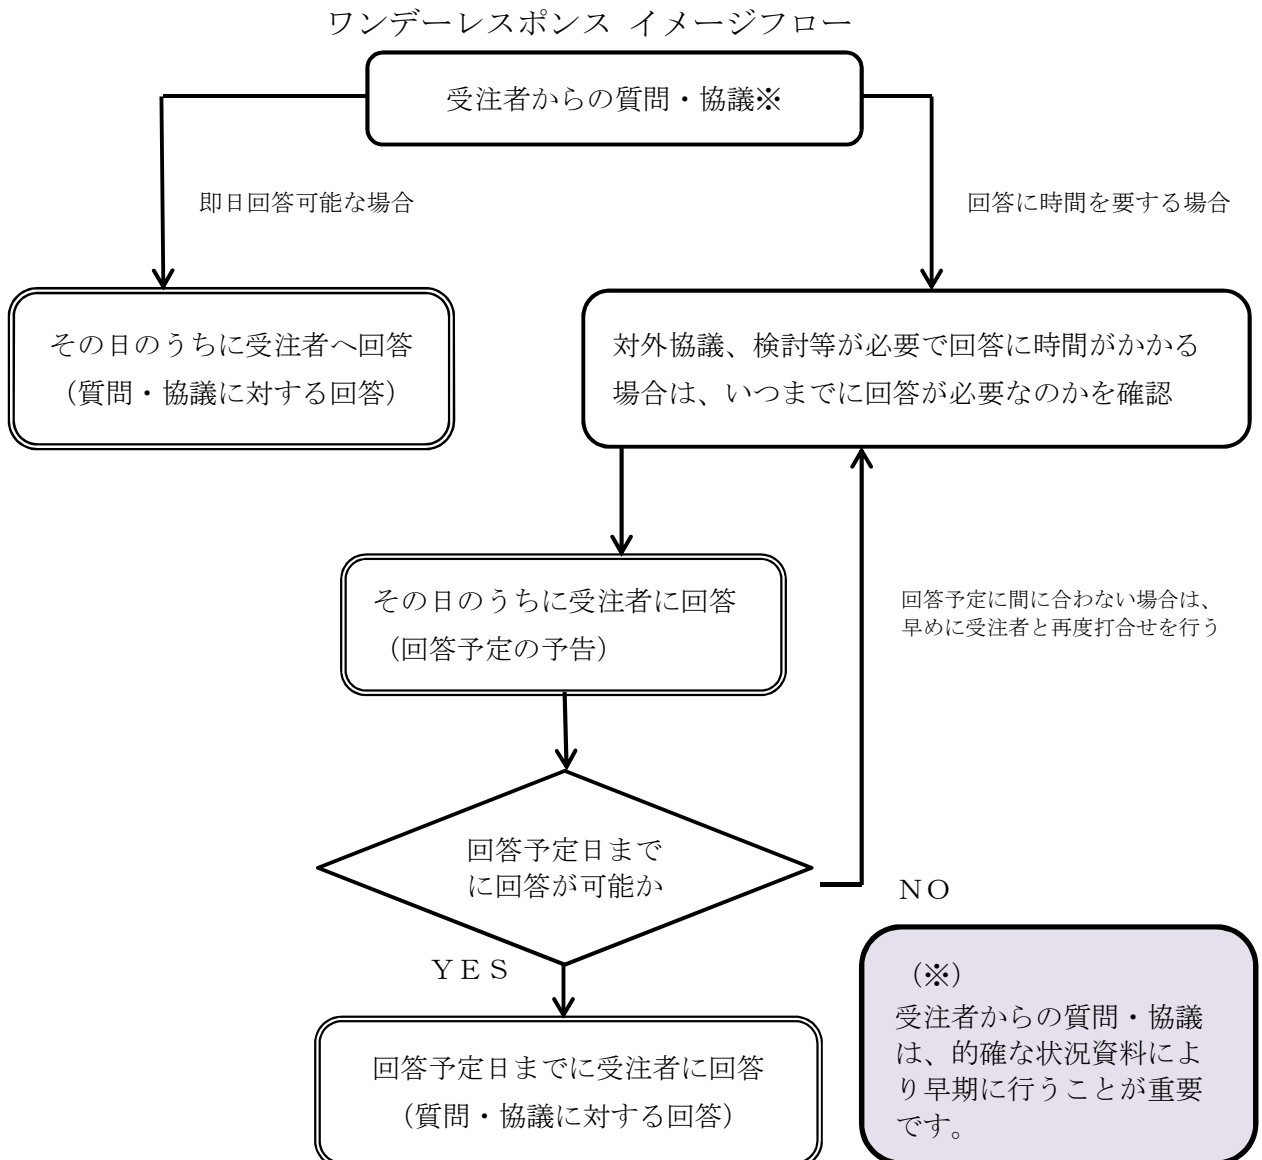 ワンデーレスポンス イメージフロー
受注者からの質問・協議※
即日回答可能な場合
回答に時間を要する場合
その日のうちに受注者へ回答
（質問・協議に対する回答）
対外協議、検討等が必要で回答に時間がかかる
場合は、いつまでに回答が必要なのかを確認
その日のうちに受注者に回答
（回答予定の予告）
回答予定に間に合わない場合は、
早めに受注者と再度打合せを行う
回答予定日まで
に回答が可能か
ＮＯ
ＹＥＳ
回答予定日までに受注者に回答
（質問・協議に対する回答）
（※）
受注者からの質問・協議
は、的確な状況資料によ
り早期に行うことが重要
です。